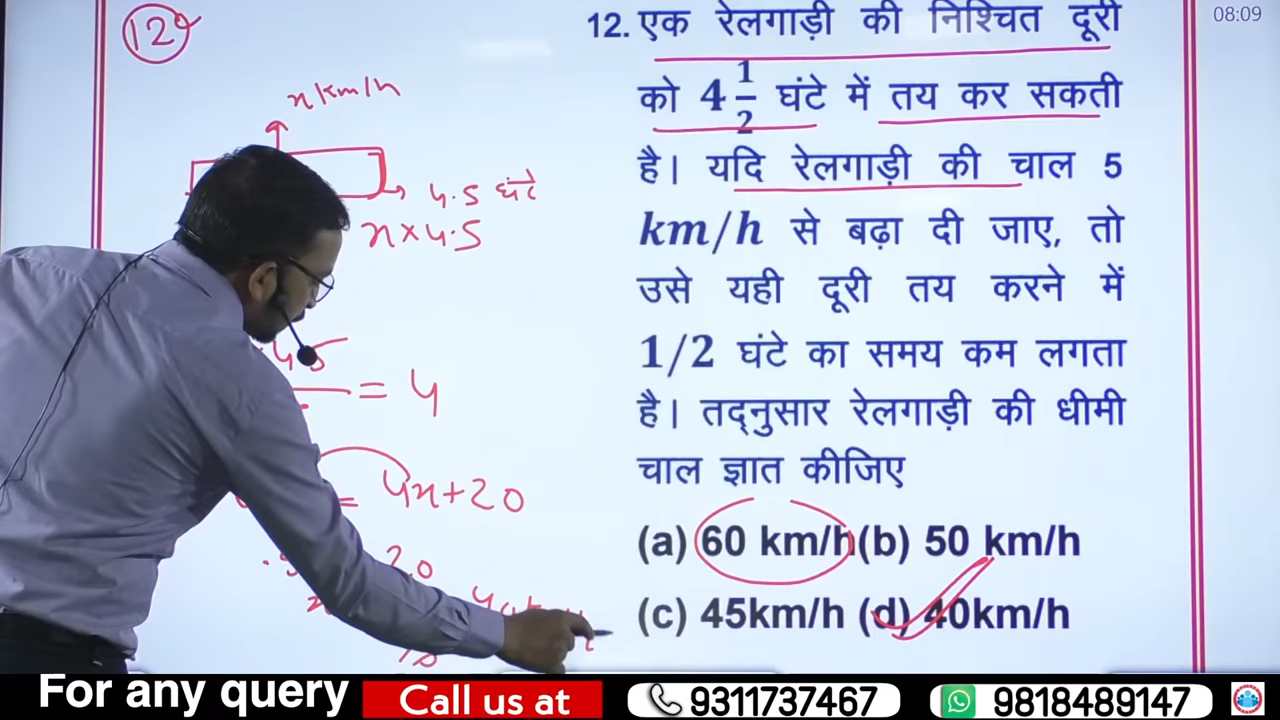 12
08:09
x km/h
4.5 घंटे
x×4.5
= 4
= 4x+20
20
12. एक रेलगाड़ी की निश्चित दूरी
को 4 1/2 घंटे में तय कर सकती
है। यदि रेलगाड़ी की चाल 5
km/h से बढ़ा दी जाए, तो
उसे यही दूरी तय करने में
1/2 घंटे का समय कम लगता
है। तद्नुसार रेलगाड़ी की धीमी
चाल ज्ञात कीजिए
(a) 60 km/h (b) 50 km/h
(c) 45km/h (d) 40km/h
For any query Call us at 9311737467 9818489147